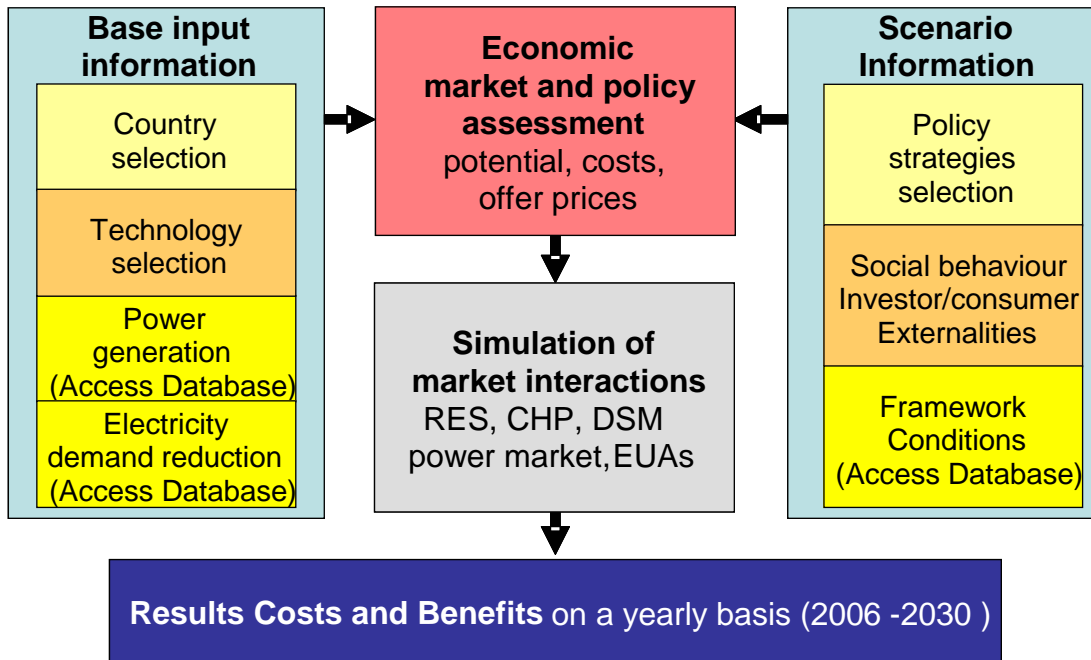 Base input
information
Country
selection
Technology
selection
Power
generation
(Access Database)
Electricity
demand reduction
(Access Database)
Economic
market and policy
assessment
potential, costs,
offer prices
Simulation of
market interactions
RES, CHP, DSM
power market,EUAs
Scenario
Information
Policy
strategies
selection
Social behaviour
Investor/consumer
Externalities
Framework
Conditions
(Access Database)
Results Costs and Benefits on a yearly basis (2006 -2030 )